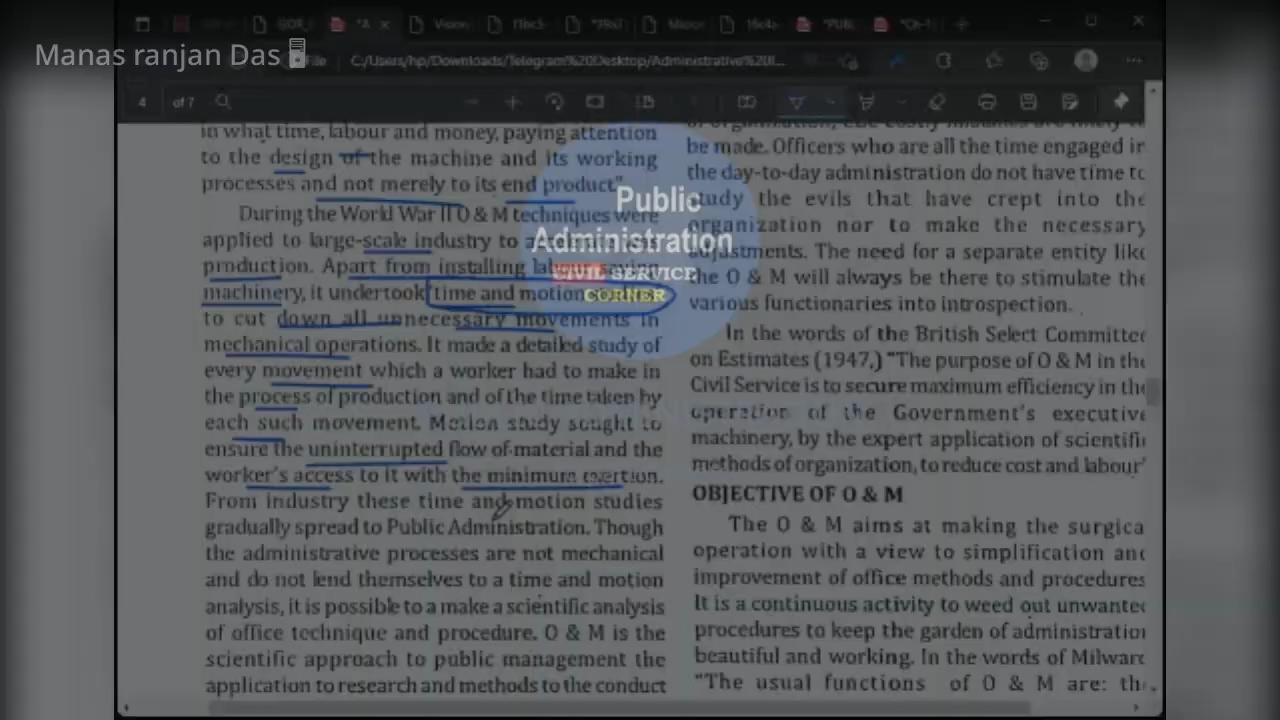 Manas ranjan Das
C:/Users/hp/Downloads/Telegram%20Desktop/Administrative%20I...
4 of 7
in what time, labour and money, paying attention
to the design of the machine and its working
processes and not merely to its end product".
During the World War II O & M techniques were
applied to large-scale industry to
production. Apart from installing labour saving
machinery, it undertook time and motion
to cut down all unnecessary movements in
mechanical operations. It made a detailed study of
every movement which a worker had to make in
the process of production and of the time taken by
each such movement. Motion study sought to
ensure the uninterrupted flow of material and the
worker's access to it with the minimum exertion.
From industry these time and motion studies
gradually spread to Public Administration. Though
the administrative processes are not mechanical
and do not lend themselves to a time and motion
analysis, it is possible to a make a scientific analysis
of office technique and procedure. O & M is the
scientific approach to public management the
application to research and methods to the conduct
be made. Officers who are all the time engaged in
the day-to-day administration do not have time to
study the evils that have crept into the
organization nor to make the necessary
adjustments. The need for a separate entity like
the O & M will always be there to stimulate the
various functionaries into introspection.
In the words of the British Select Committee
on Estimates (1947,) "The purpose of O & M in the
Civil Service is to secure maximum efficiency in the
operation of the Government's executive
machinery, by the expert application of scientifi
methods of organization, to reduce cost and labour"
OBJECTIVE OF O & M
The O & M aims at making the surgica
operation with a view to simplification and
improvement of office methods and procedures
It is a continuous activity to weed out unwanted
procedures to keep the garden of administration
beautiful and working. In the words of Milward
"The usual functions of O & M are: the
Public
Administration
CIVIL SERVICE
CORNER